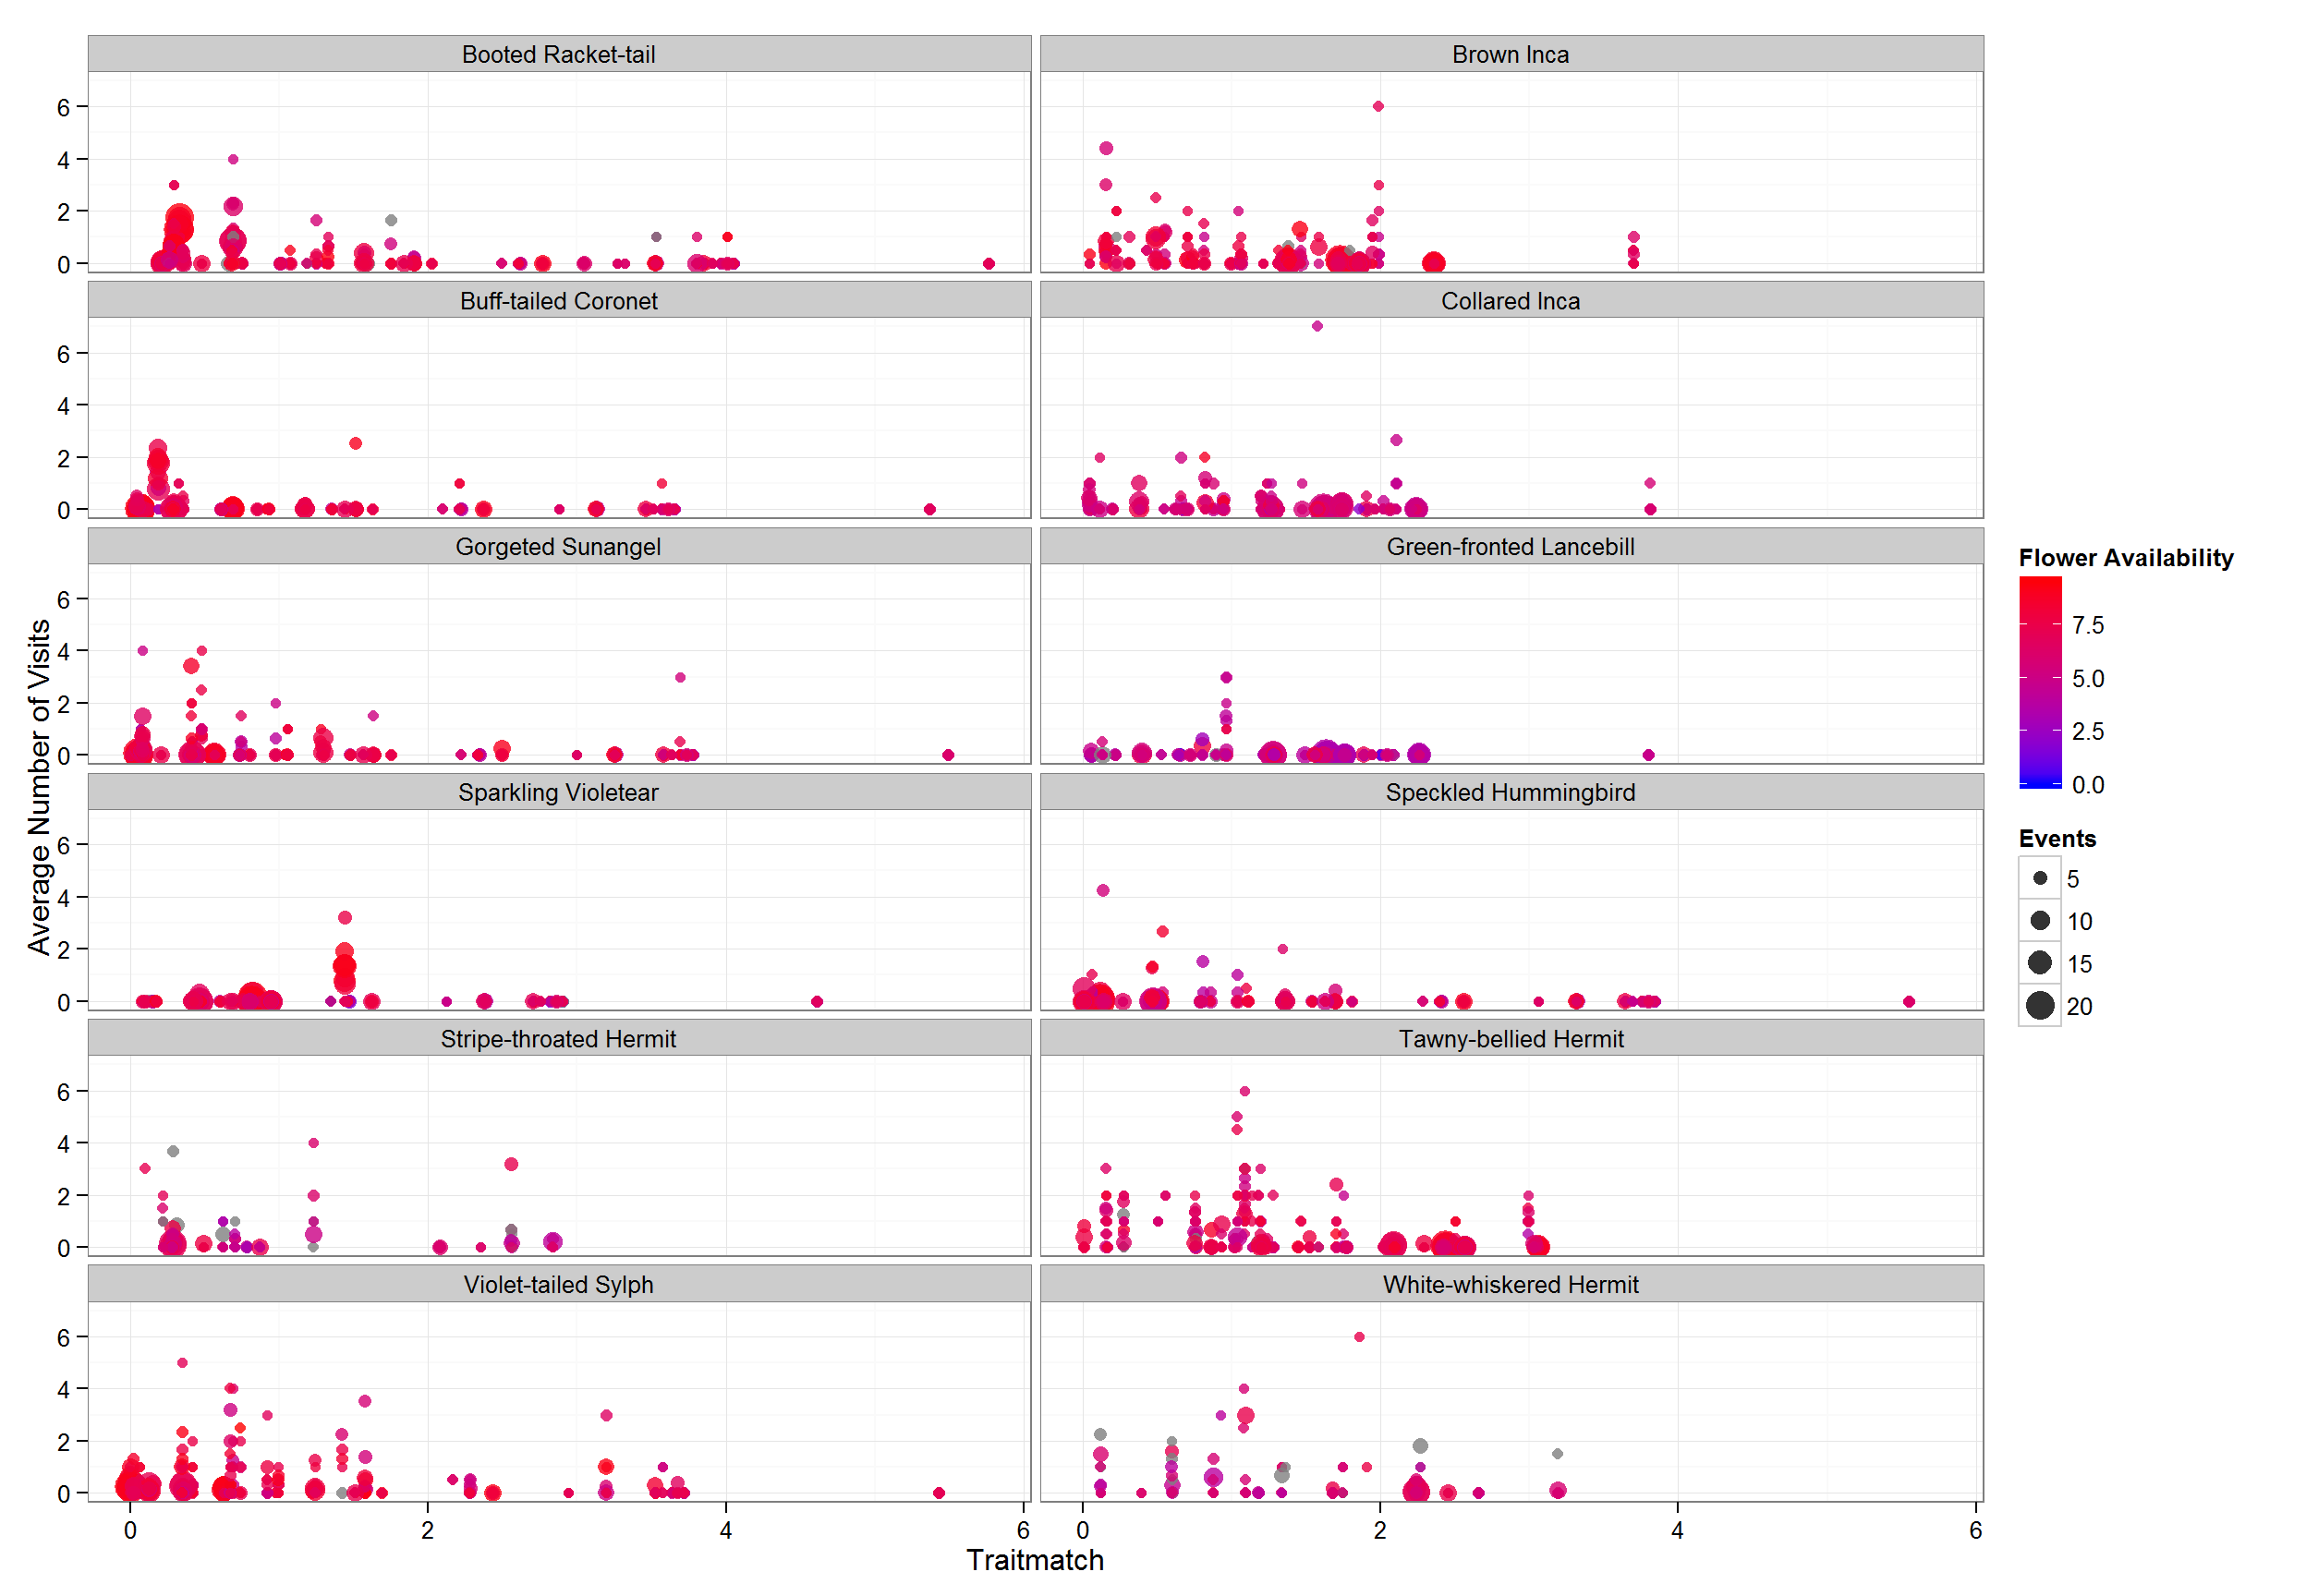 Booted Racket-tail
Brown Inca
6
4
2
0
Buff-tailed Coronet
Collared Inca
6
4
2
0
Gorgeted Sunangel
Green-fronted Lancebill
6
4
2
0
Sparkling Violetear
Speckled Hummingbird
6
4
2
0
Stripe-throated Hermit
Tawny-bellied Hermit
6
4
2
0
Violet-tailed Sylph
White-whiskered Hermit
6
4
2
0
0 2 4 6 0 2 4 6
Traitmatch
Average Number of Visits
Flower Availability
7.5
5.0
2.5
0.0
Events
5
10
15
20